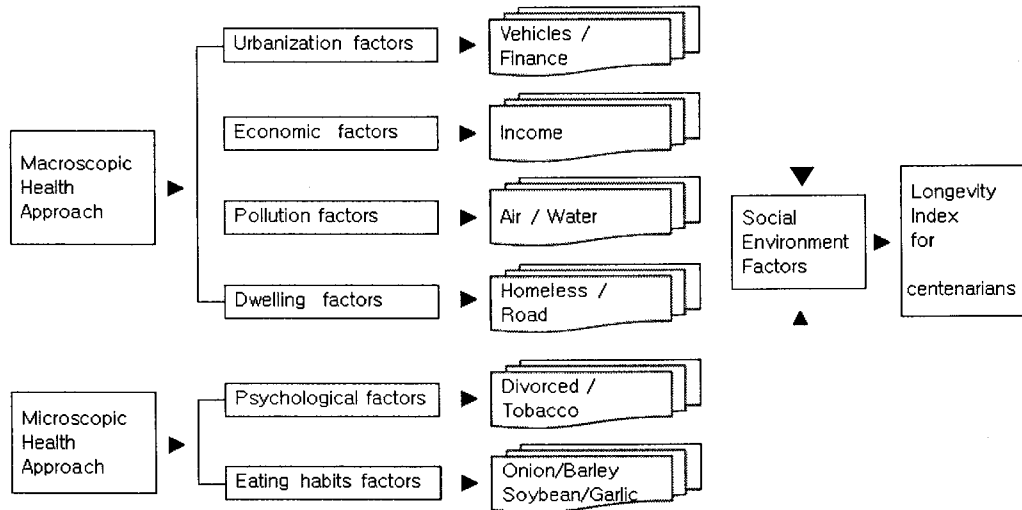 Macroscopic
Health
Approach
Urbanization factors
Vehicles /
Finance
Economic factors
Income
Pollution factors
Air / Water
Dwelling factors
Homeless /
Road
Microscopic
Health
Approach
Psychological factors
Divorced /
Tobacco
Eating habits factors
Onion/Barley
Soybean/Garlic
Social
Environment
Factors
Longevity
Index
for
centenarians